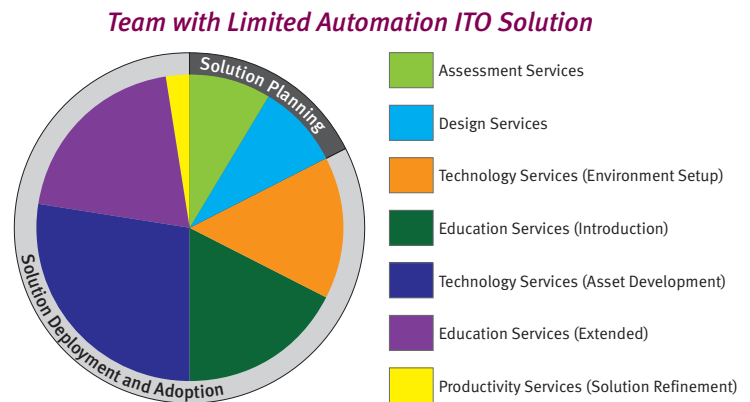 Team with Limited Automation ITO Solution
Solution Planning
Solution Deployment and Adoption
Assessment Services
Design Services
Technology Services (Environment Setup)
Education Services (Introduction)
Technology Services (Asset Development)
Education Services (Extended)
Productivity Services (Solution Refinement)